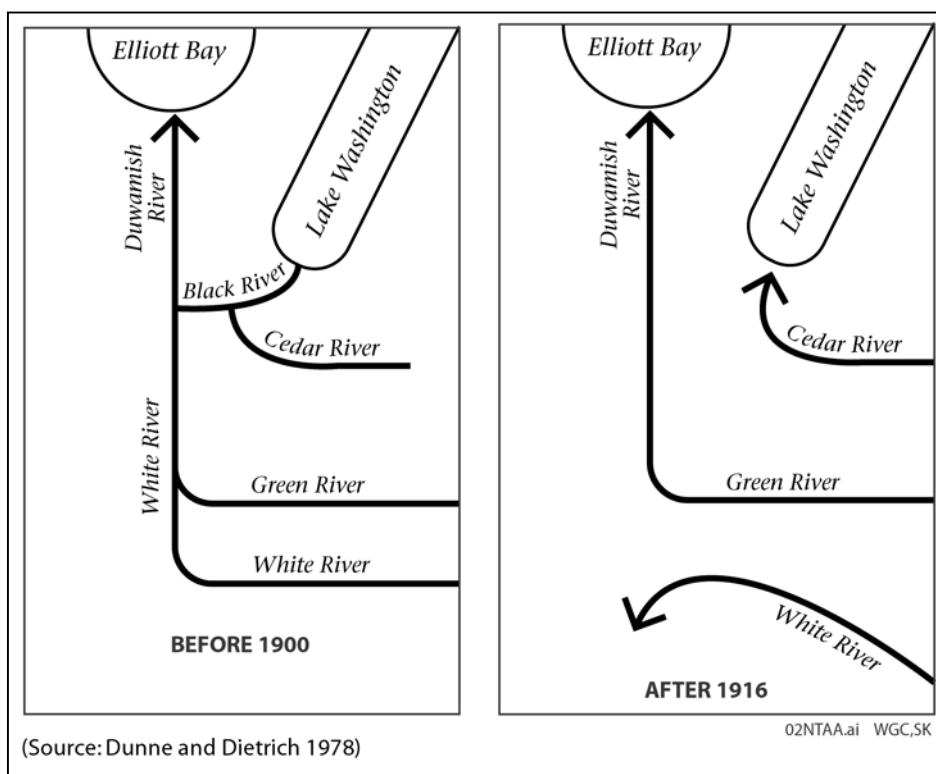 Elliott Bay
Lake Washington
Duwamish
River
Black River
Cedar River
White River
Green River
White River
BEFORE 1900
Elliott Bay
Lake Washington
Duwamish
River
Cedar River
Green River
White River
AFTER 1916
02NTAA.ai WGC,SK
(Source: Dunne and Dietrich 1978)